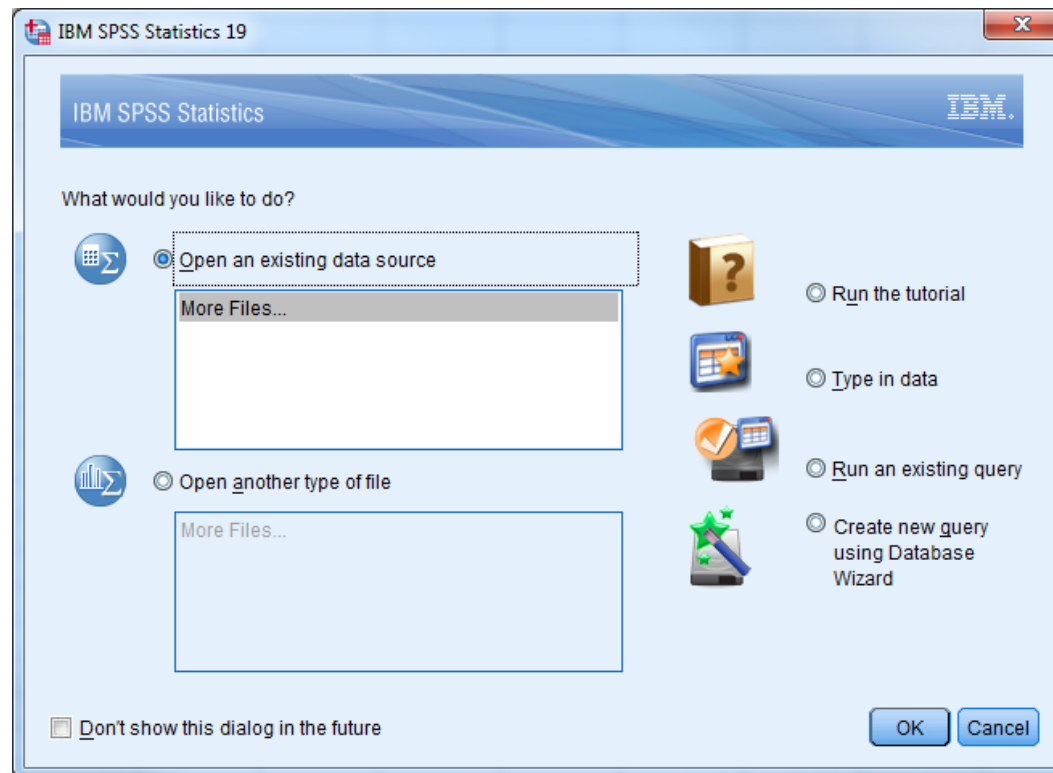 IBM SPSS Statistics 19
IBM SPSS Statistics
IBM.
What would you like to do?
Open an existing data source
More Files...
Open another type of file
More Files...
Run the tutorial
Type in data
Run an existing query
Create new query
using Database
Wizard
Don't show this dialog in the future
OK
Cancel